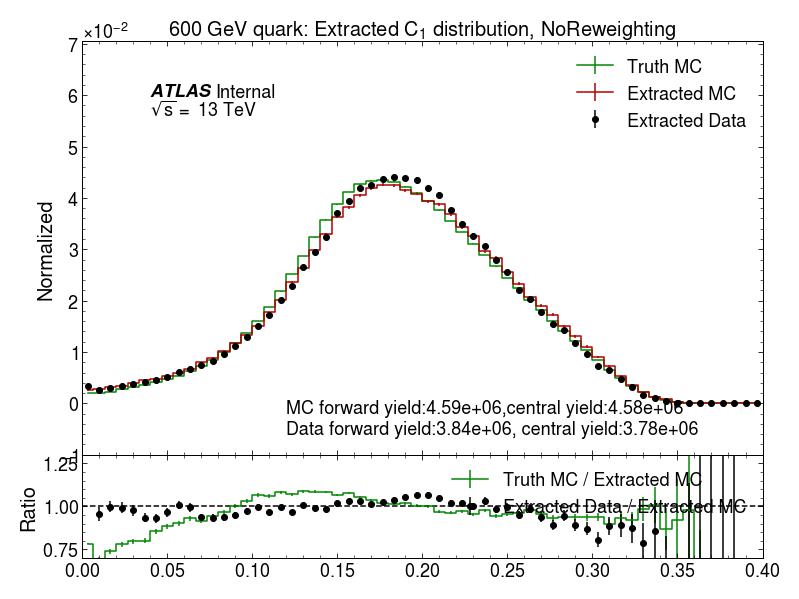 600 GeV quark: Extracted C₁ distribution, NoReweighting
×10⁻²
ATLAS Internal
√s = 13 TeV
Truth MC
Extracted MC
Extracted Data
Normalized
7
6
5
4
3
2
1
0
MC forward yield:4.59e+06,central yield:4.58e+06
Data forward yield:3.84e+06, central yield:3.78e+06
Truth MC / Extracted MC
Extracted Data / Extracted MC
Ratio
1.25
1.00
0.75
0.00 0.05 0.10 0.15 0.20 0.25 0.30 0.35 0.40